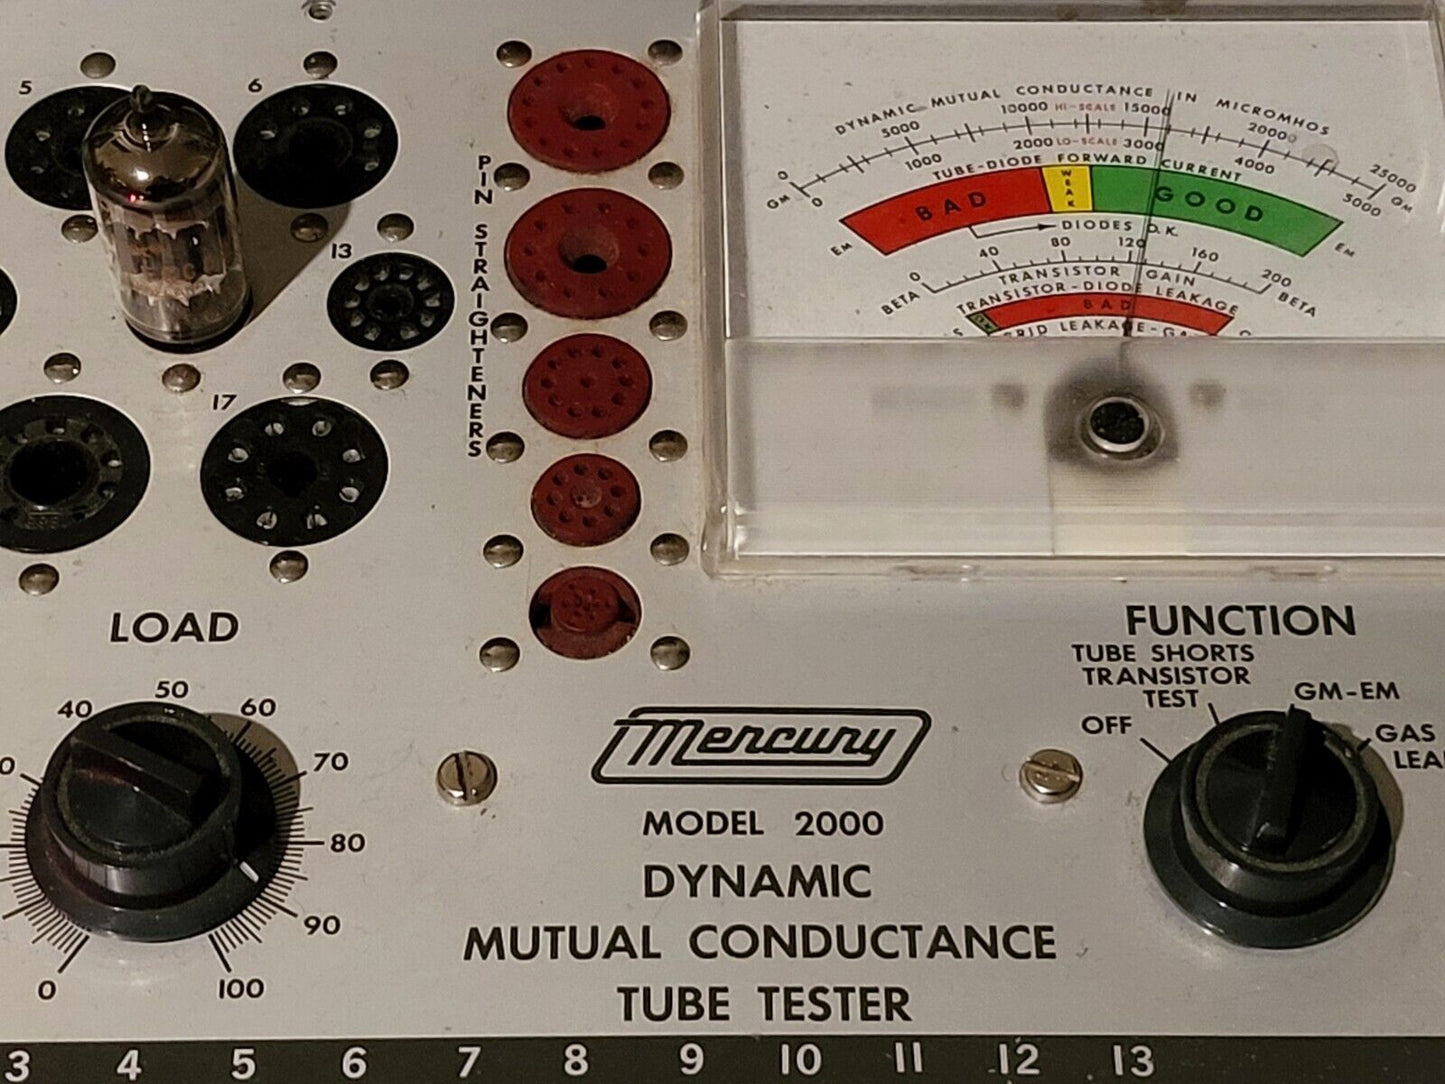 5
6
13
17
PIN STRAIGHTENERS
DYNAMIC MUTUAL CONDUCTANCE IN MICROMHOS
0 5000 10000 HI-SCALE 15000 20000 25000
GM 0 1000 2000 LO-SCALE 3000 4000 5000 GM
TUBE-DIODE FORWARD CURRENT
BAD WEAK GOOD
EM DIODES O.K. EM
0 40 80 120 160 200
BETA TRANSISTOR GAIN BETA
TRANSISTOR-DIODE LEAKAGE
BAD
GRID LEAKAGE-GA
LOAD
0 40 50 60 70 80 90 100
FUNCTION
TUBE SHORTS
TRANSISTOR
TEST
OFF
GM-EM
GAS
LEA
Mercury
MODEL 2000
DYNAMIC
MUTUAL CONDUCTANCE
TUBE TESTER
3 4 5 6 7 8 9 10 11 12 13